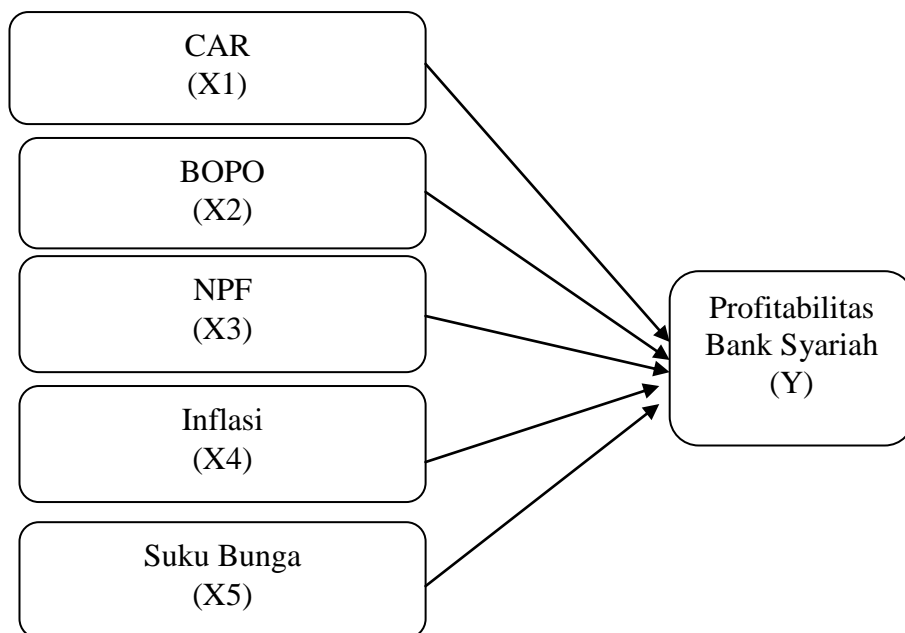 CAR
(X1)
BOPO
(X2)
NPF
(X3)
Inflasi
(X4)
Suku Bunga
(X5)
Profitabilitas
Bank Syariah
(Y)